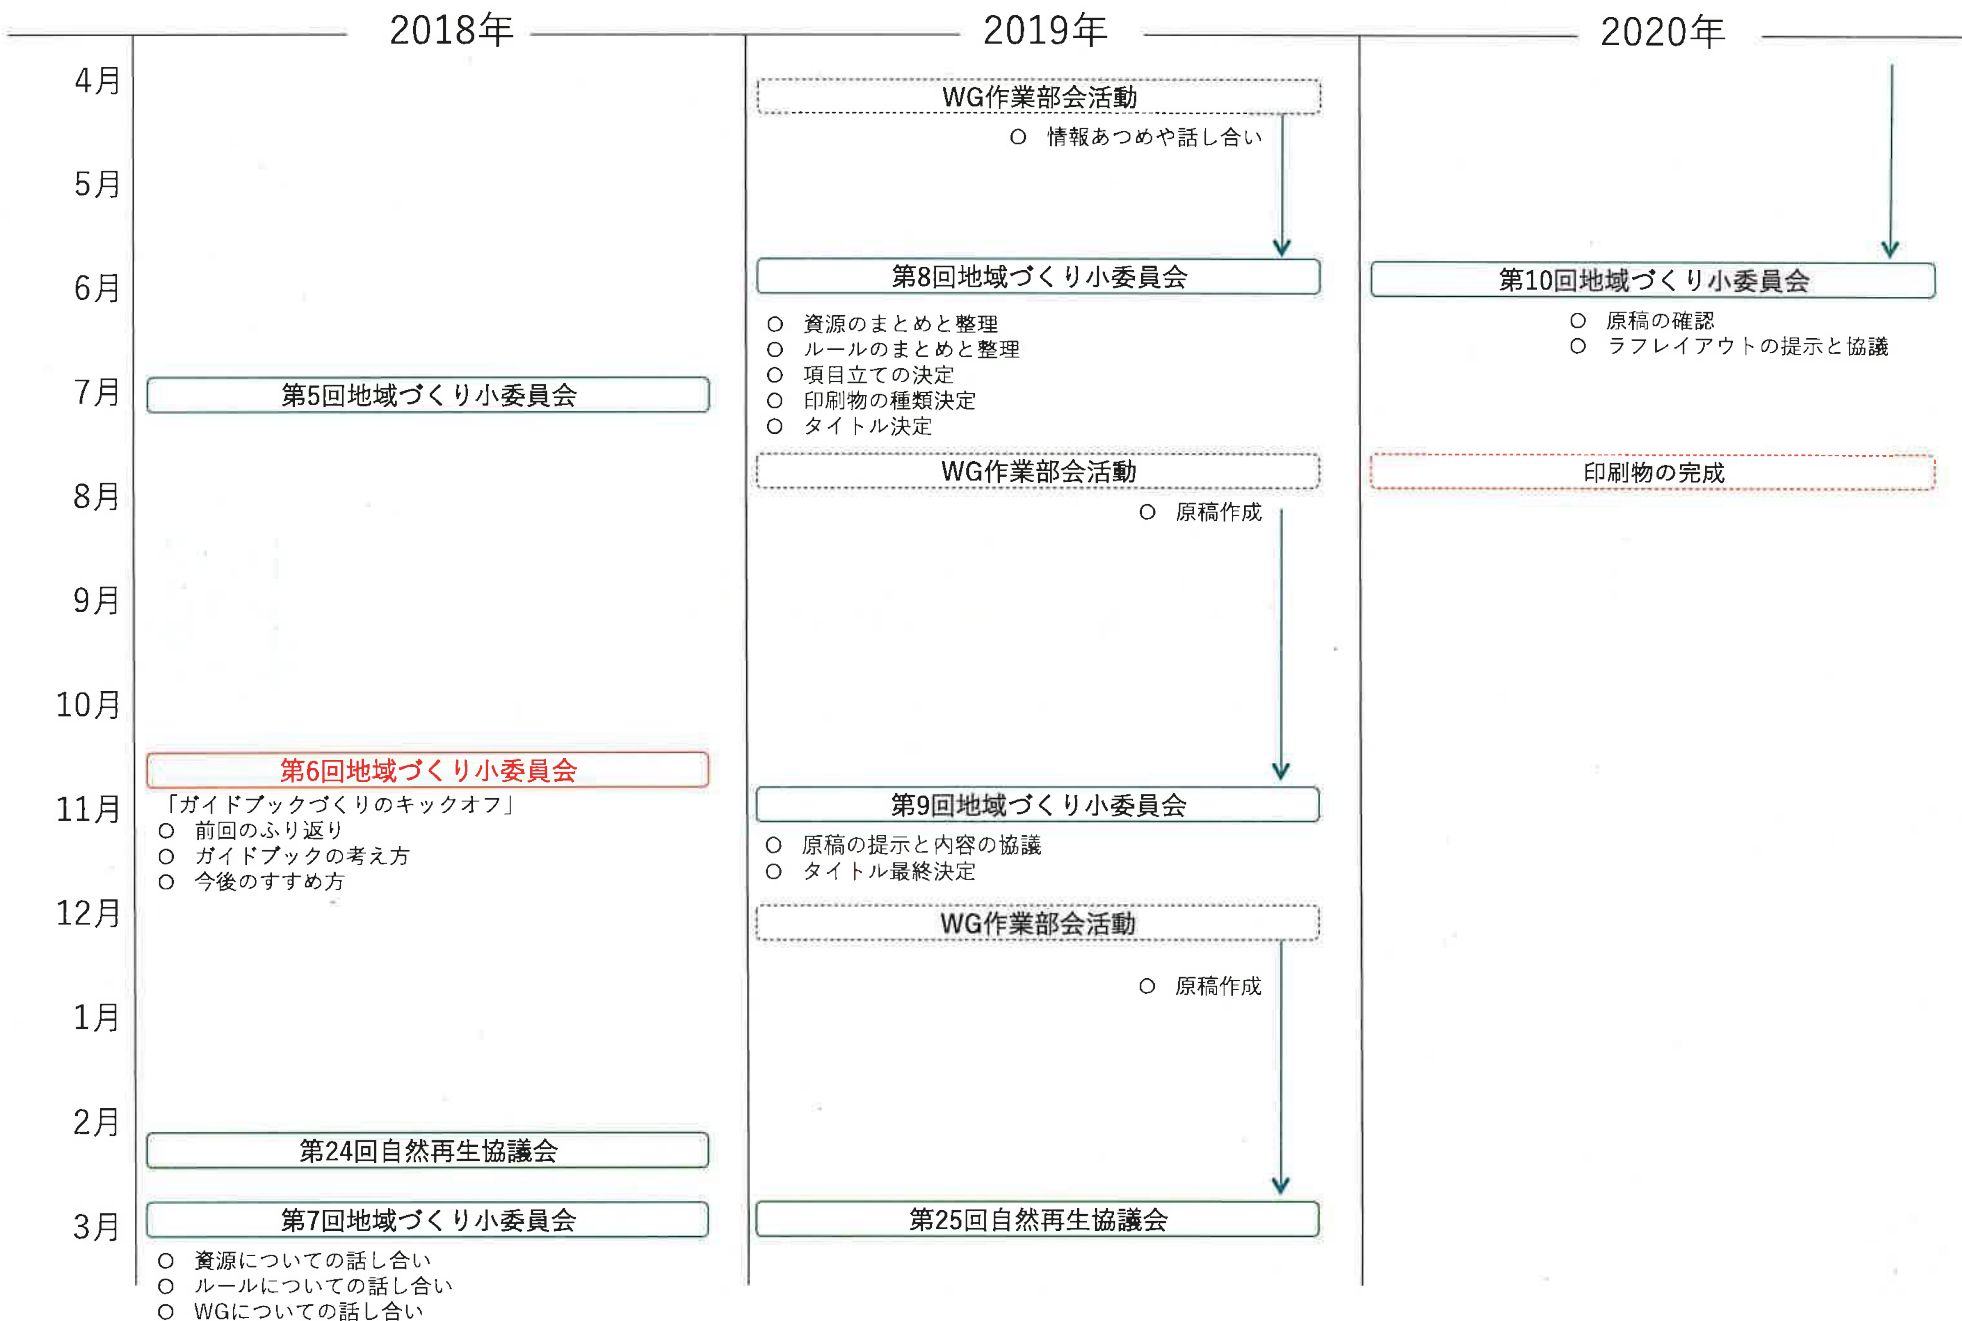 2018年
2019年
2020年
4月
5月
6月
7月
8月
9月
10月
11月
12月
1月
2月
3月
第5回地域づくり小委員会
第6回地域づくり小委員会
「ガイドブックづくりのキックオフ」
○ 前回のふり返り
○ ガイドブックの考え方
○ 今後のすすめ方
第24回自然再生協議会
第7回地域づくり小委員会
○ 資源についての話し合い
○ ルールについての話し合い
○ WGについての話し合い
WG作業部会活動
○ 情報あつめや話し合い
第8回地域づくり小委員会
○ 資源のまとめと整理
○ ルールのまとめと整理
○ 項目立ての決定
○ 印刷物の種類決定
○ タイトル決定
WG作業部会活動
○ 原稿作成
第9回地域づくり小委員会
○ 原稿の提示と内容の協議
○ タイトル最終決定
WG作業部会活動
○ 原稿作成
第25回自然再生協議会
第10回地域づくり小委員会
○ 原稿の確認
○ ラフレイアウトの提示と協議
印刷物の完成